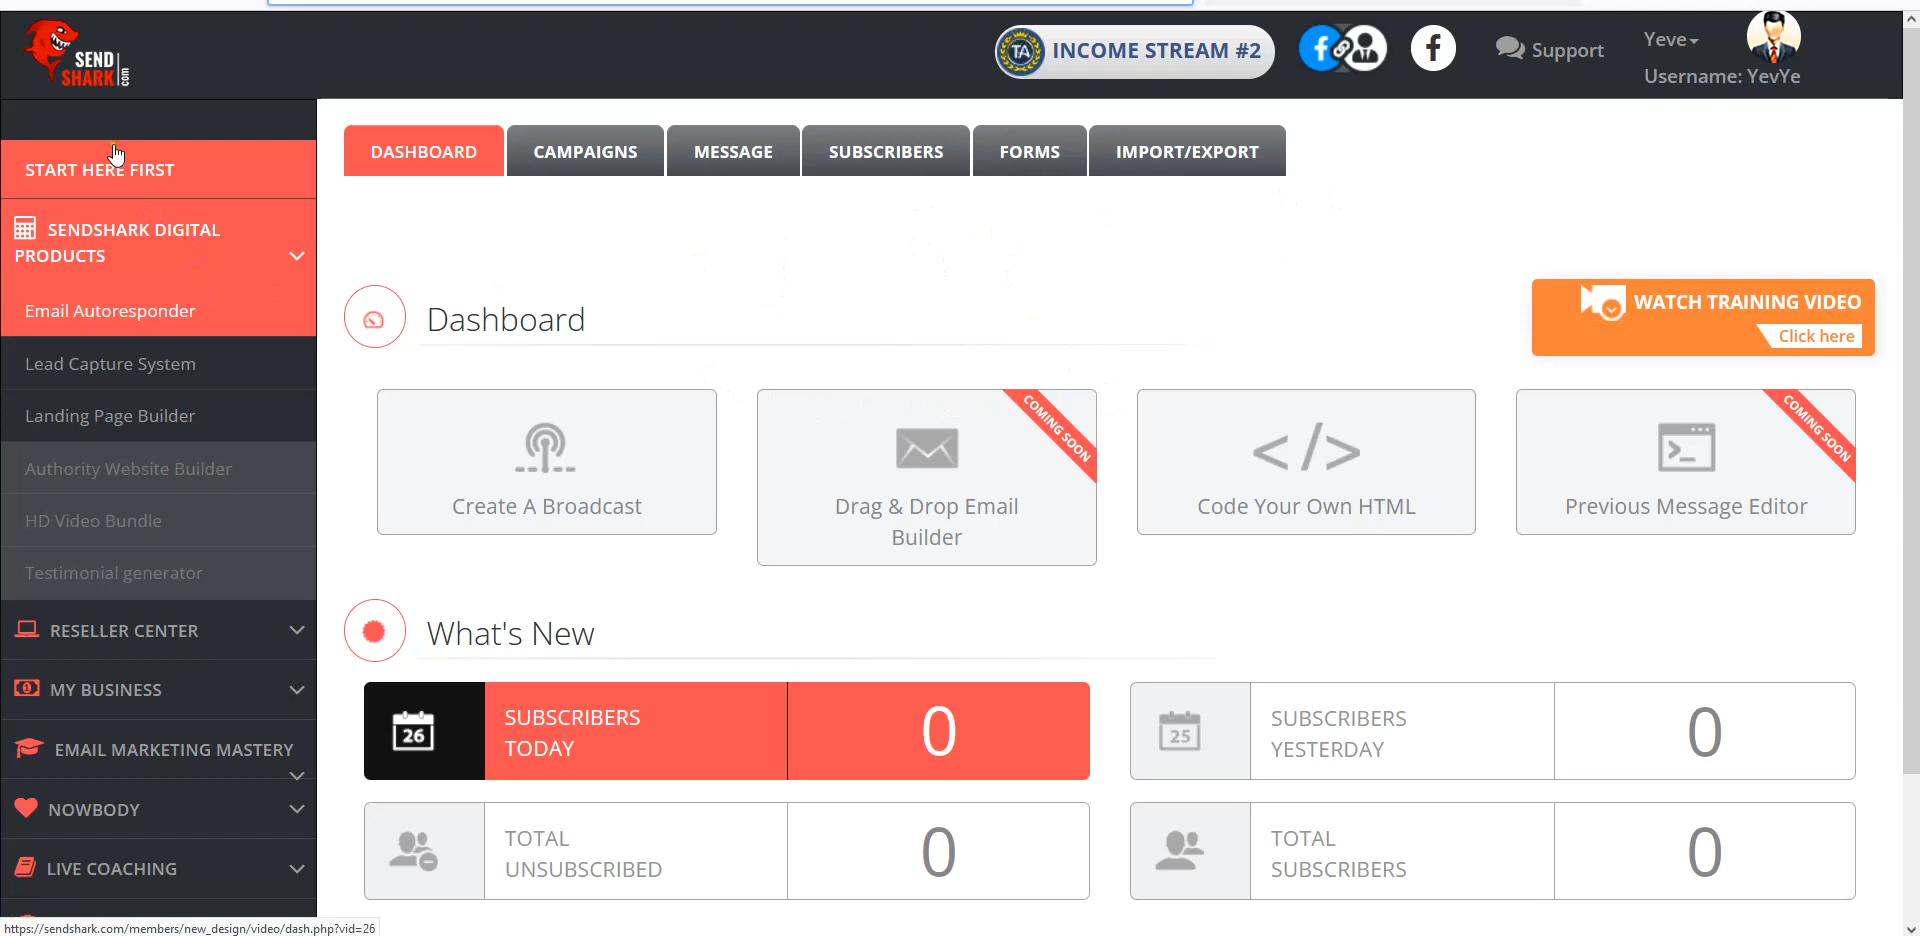 SEND
SHARK
.com
TA
INCOME STREAM #2
Support
Yeve
Username: YevYe
START HERE FIRST
SENDSHARK DIGITAL
PRODUCTS
Email Autoresponder
Lead Capture System
Landing Page Builder
Authority Website Builder
HD Video Bundle
Testimonial generator
RESELLER CENTER
MY BUSINESS
EMAIL MARKETING MASTERY
NOWBODY
LIVE COACHING
DASHBOARD
CAMPAIGNS
MESSAGE
SUBSCRIBERS
FORMS
IMPORT/EXPORT
Dashboard
WATCH TRAINING VIDEO
Click here
Create A Broadcast
COMING SOON
Drag & Drop Email
Builder
</>
Code Your Own HTML
COMING SOON
Previous Message Editor
What's New
26
SUBSCRIBERS
TODAY
0
25
SUBSCRIBERS
YESTERDAY
0
TOTAL
UNSUBSCRIBED
0
TOTAL
SUBSCRIBERS
0
https://sendshark.com/members/new_design/video/dash.php?vid=26